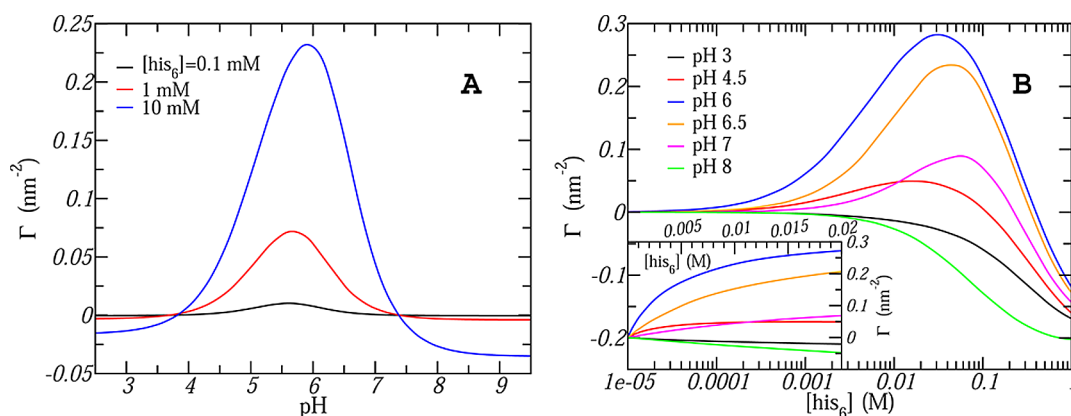 0.25
0.2
0.15
0.1
0.05
0
-0.05
Γ (nm-2)
[his6]=0.1 mM
1 mM
10 mM
A
3 4 5 6 7 8 9
pH
0.3
0.2
0.1
0
-0.1
-0.2
Γ (nm-2)
pH 3
pH 4.5
pH 6
pH 6.5
pH 7
pH 8
B
0.005 0.01 0.015 0.02
[his6] (M)
0.3
0.2
0.1
0
Γ (nm-2)
1e-05 0.0001 0.001 0.01 0.1 1
[his6] (M)